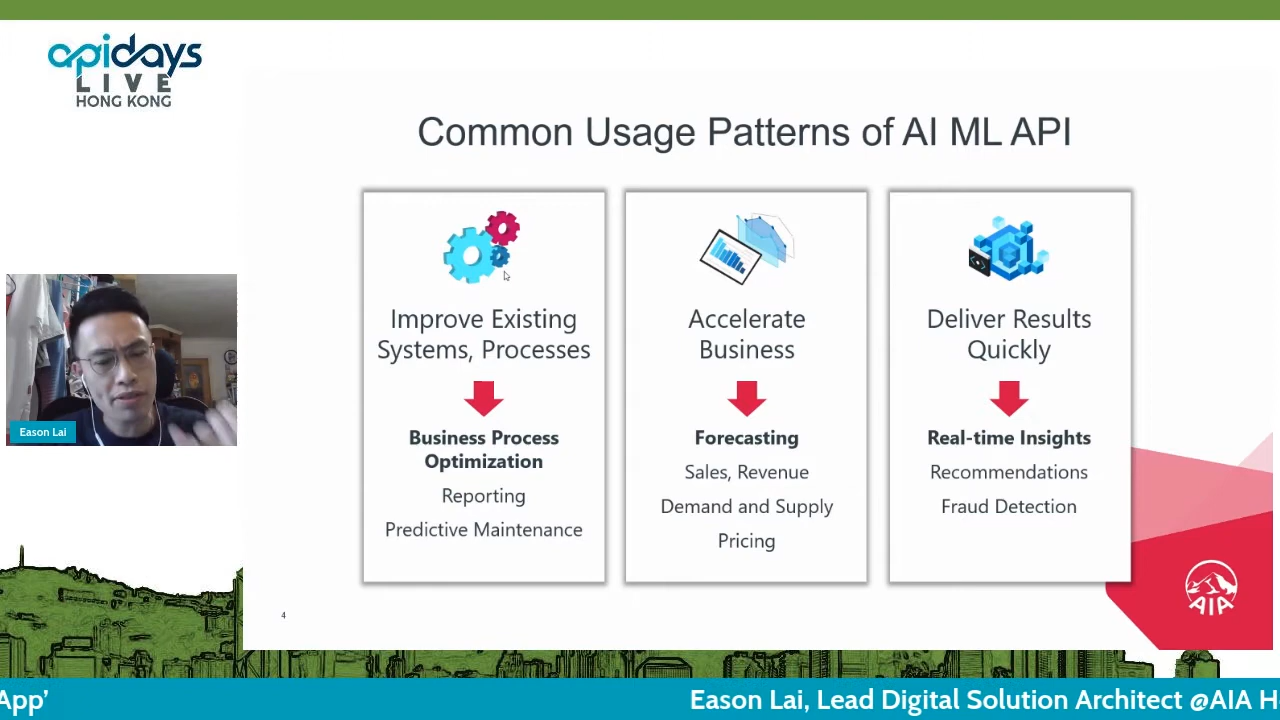 apidays
LIVE
HONG KONG
Common Usage Patterns of AI ML API
Improve Existing
Systems, Processes
Business Process
Optimization
Reporting
Predictive Maintenance
Accelerate
Business
Forecasting
Sales, Revenue
Demand and Supply
Pricing
Deliver Results
Quickly
Real-time Insights
Recommendations
Fraud Detection
Eason Lai
4
AIA
App’ Eason Lai, Lead Digital Solution Architect @AIA H